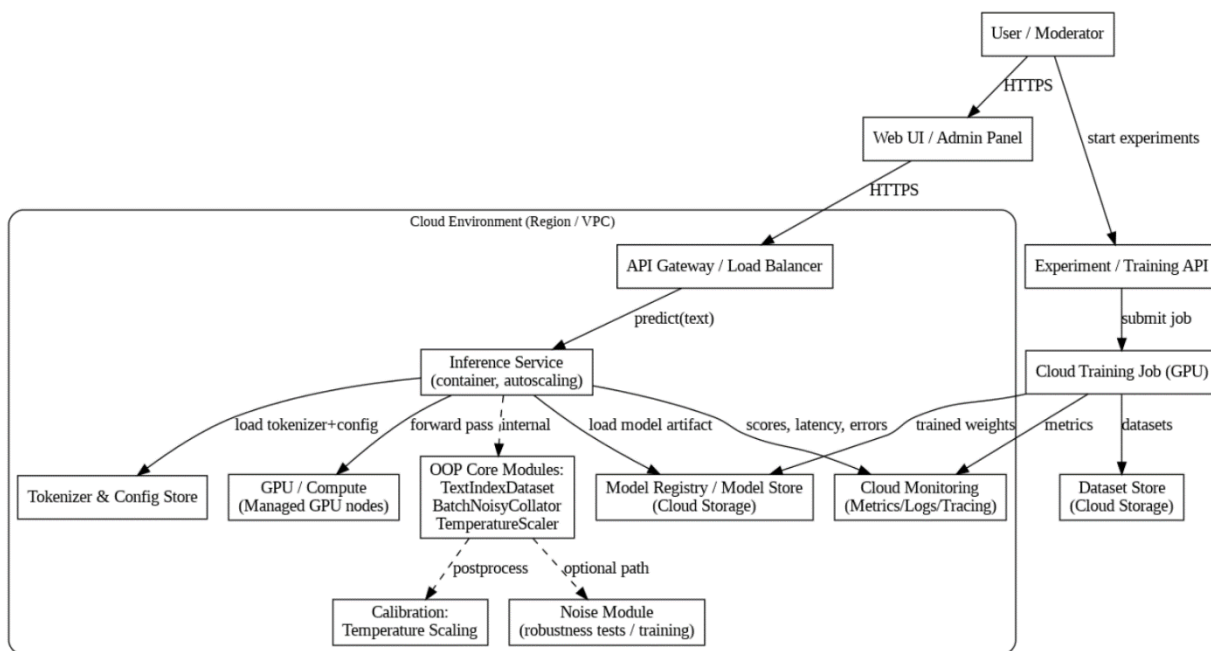 User / Moderator
HTTPS
Web UI / Admin Panel
start experiments
HTTPS
Cloud Environment (Region / VPC)
API Gateway / Load Balancer
Experiment / Training API
predict(text)
submit job
Inference Service
(container, autoscaling)
Cloud Training Job (GPU)
load tokenizer+config
forward pass
internal
load model artifact
scores, latency, errors
trained weights
metrics
datasets
Tokenizer & Config Store
GPU / Compute
(Managed GPU nodes)
OOP Core Modules:
TextIndexDataset
BatchNoisyCollator
TemperatureScaler
Model Registry / Model Store
(Cloud Storage)
Cloud Monitoring
(Metrics/Logs/Tracing)
Dataset Store
(Cloud Storage)
postprocess
optional path
Calibration:
Temperature Scaling
Noise Module
(robustness tests / training)